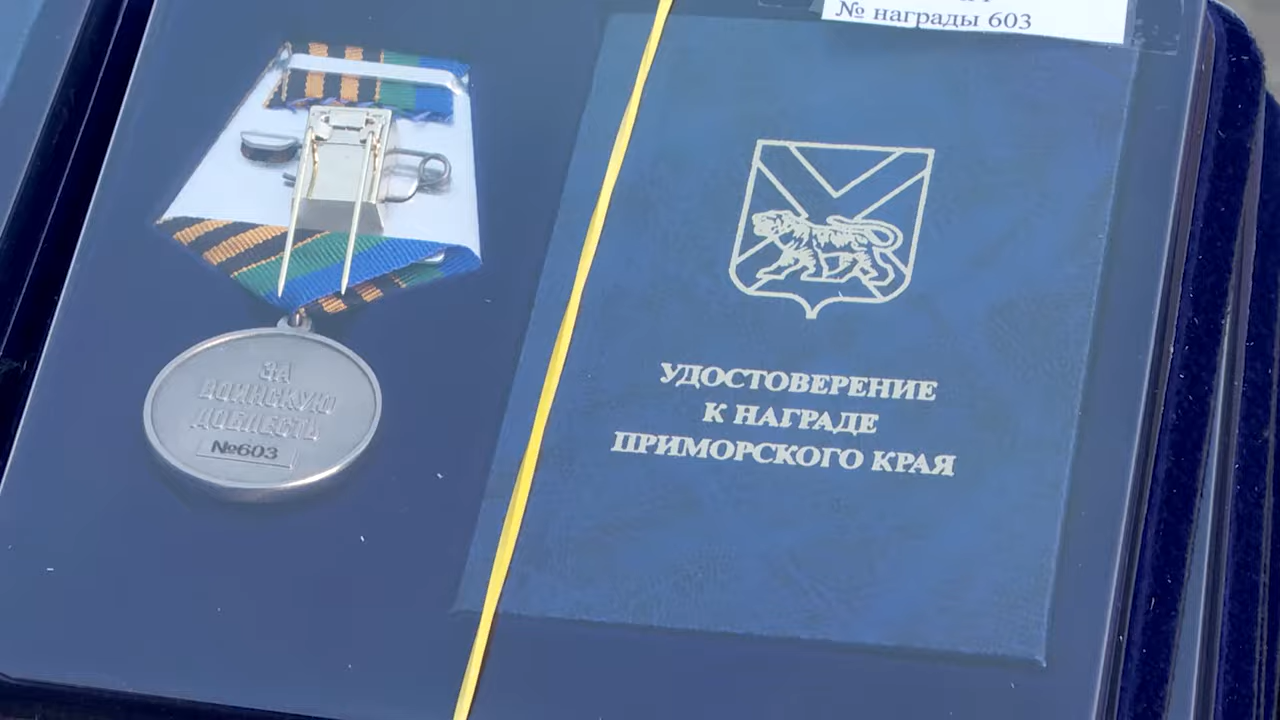 № награды 603
ЗА
ВОИНСКУЮ
ДОБЛЕСТЬ
№603
УДОСТОВЕРЕНИЕ
К НАГРАДЕ
ПРИМОРСКОГО КРАЯ